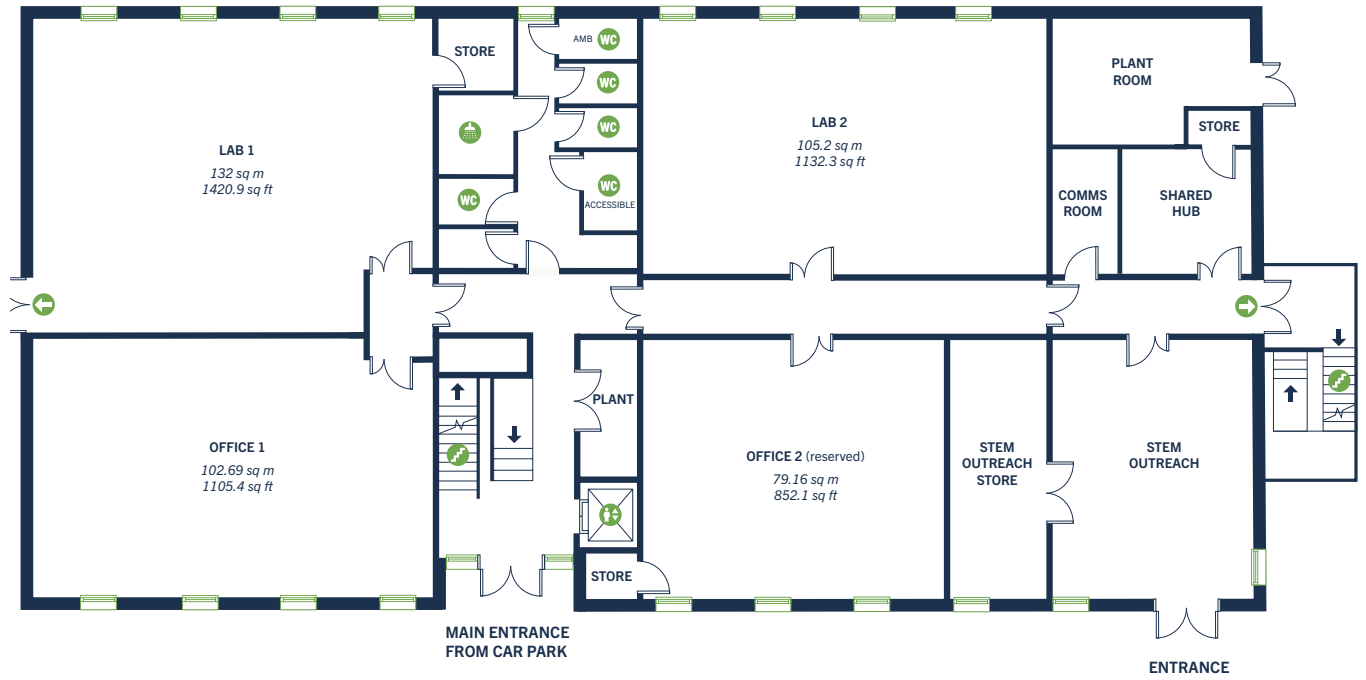 STORE
AMB WC
WC
WC
WC
ACCESSIBLE
WC
LAB 1
132 sq m
1420.9 sq ft
LAB 2
105.2 sq m
1132.3 sq ft
PLANT
ROOM
STORE
COMMS
ROOM
SHARED
HUB
OFFICE 1
102.69 sq m
1105.4 sq ft
PLANT
OFFICE 2 (reserved)
79.16 sq m
852.1 sq ft
STEM
OUTREACH
STORE
STEM
OUTREACH
STORE
MAIN ENTRANCE
FROM CAR PARK
ENTRANCE